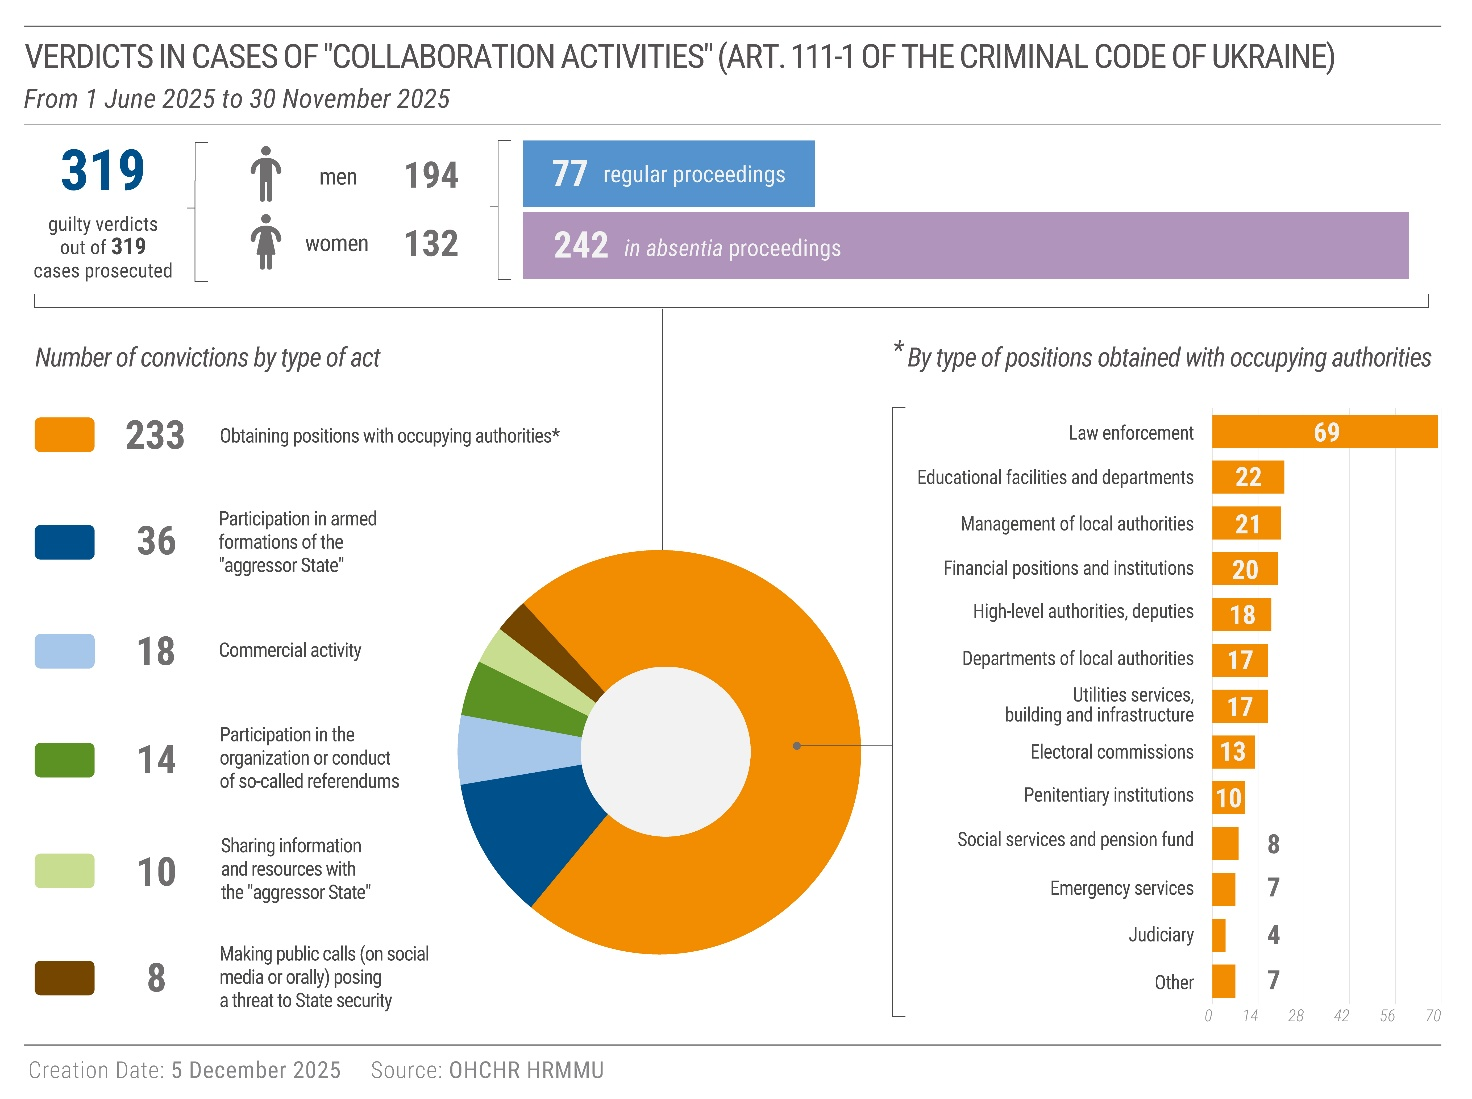 VERDICTS IN CASES OF "COLLABORATION ACTIVITIES" (ART. 111-1 OF THE CRIMINAL CODE OF UKRAINE)
From 1 June 2025 to 30 November 2025
319
guilty verdicts
out of 319
cases prosecuted
men 194
women 132
77 regular proceedings
242 in absentia proceedings
Number of convictions by type of act
233 Obtaining positions with occupying authorities*
36
Participation in armed
formations of the
"aggressor State"
18 Commercial activity
14
Participation in the
organization or conduct
of so-called referendums
10
Sharing information
and resources with
the "aggressor State"
8
Making public calls (on social
media or orally) posing
a threat to State security
* By type of positions obtained with occupying authorities
Law enforcement 69
Educational facilities and departments 22
Management of local authorities 21
Financial positions and institutions 20
High-level authorities, deputies 18
Departments of local authorities 17
Utilities services,
building and infrastructure 17
Electoral commissions 13
Penitentiary institutions 10
Social services and pension fund 8
Emergency services 7
Judiciary 4
Other 7
0 14 28 42 56 70
Creation Date: 5 December 2025 Source: OHCHR HRMMU